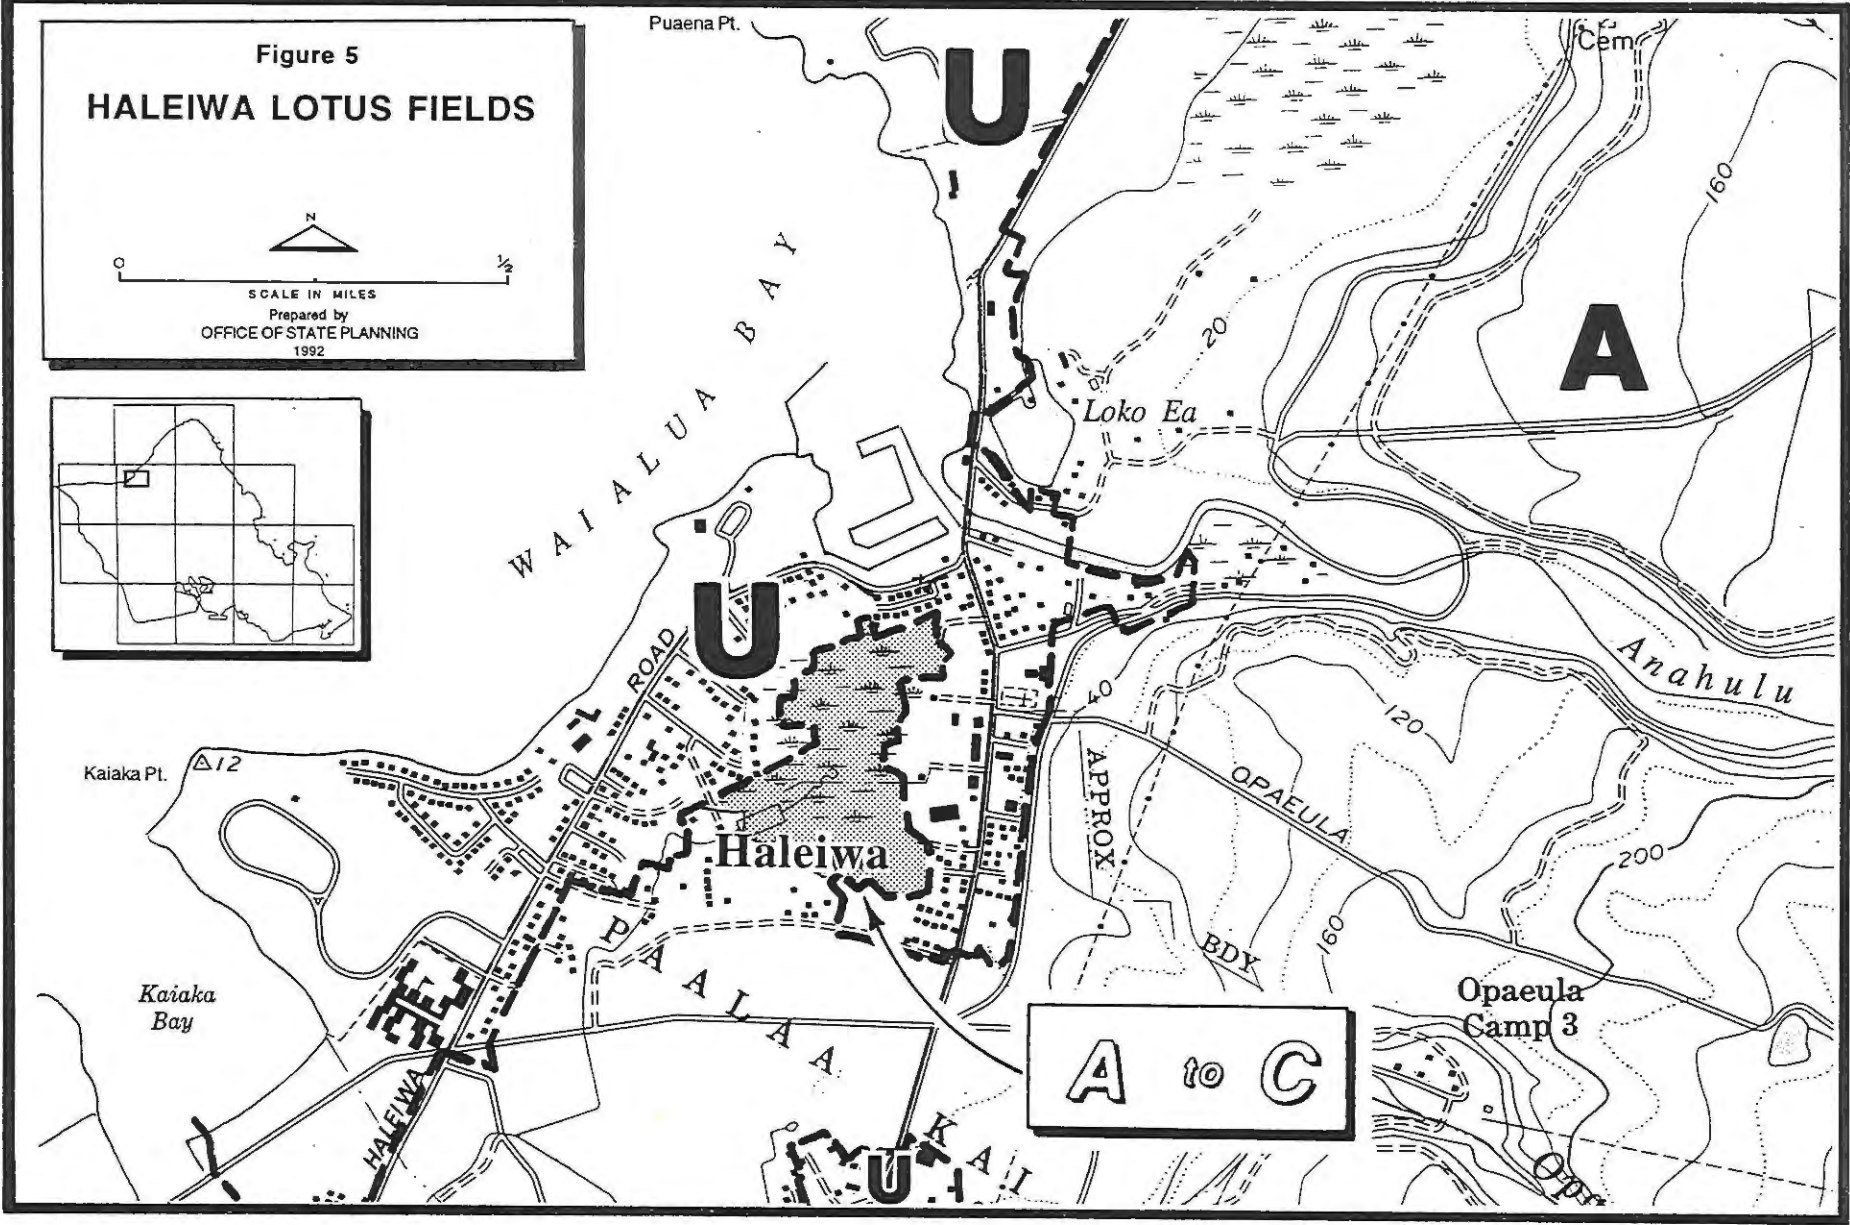 Figure 5
HALEIWA LOTUS FIELDS
N
0 ½
SCALE IN MILES
Prepared by
OFFICE OF STATE PLANNING
1992
Puaena Pt.
U
Cem
160
WAIALUA BAY
20
A
Loko Ea
U
ROAD
Anahulu
40
120
Kaiaka Pt.
12
APPROX
OPAEULA
Haleiwa
200
PAALAA
BDY
160
Kaiaka
Bay
Opaeula
Camp 3
A to C
HALEIWA
KAI
U